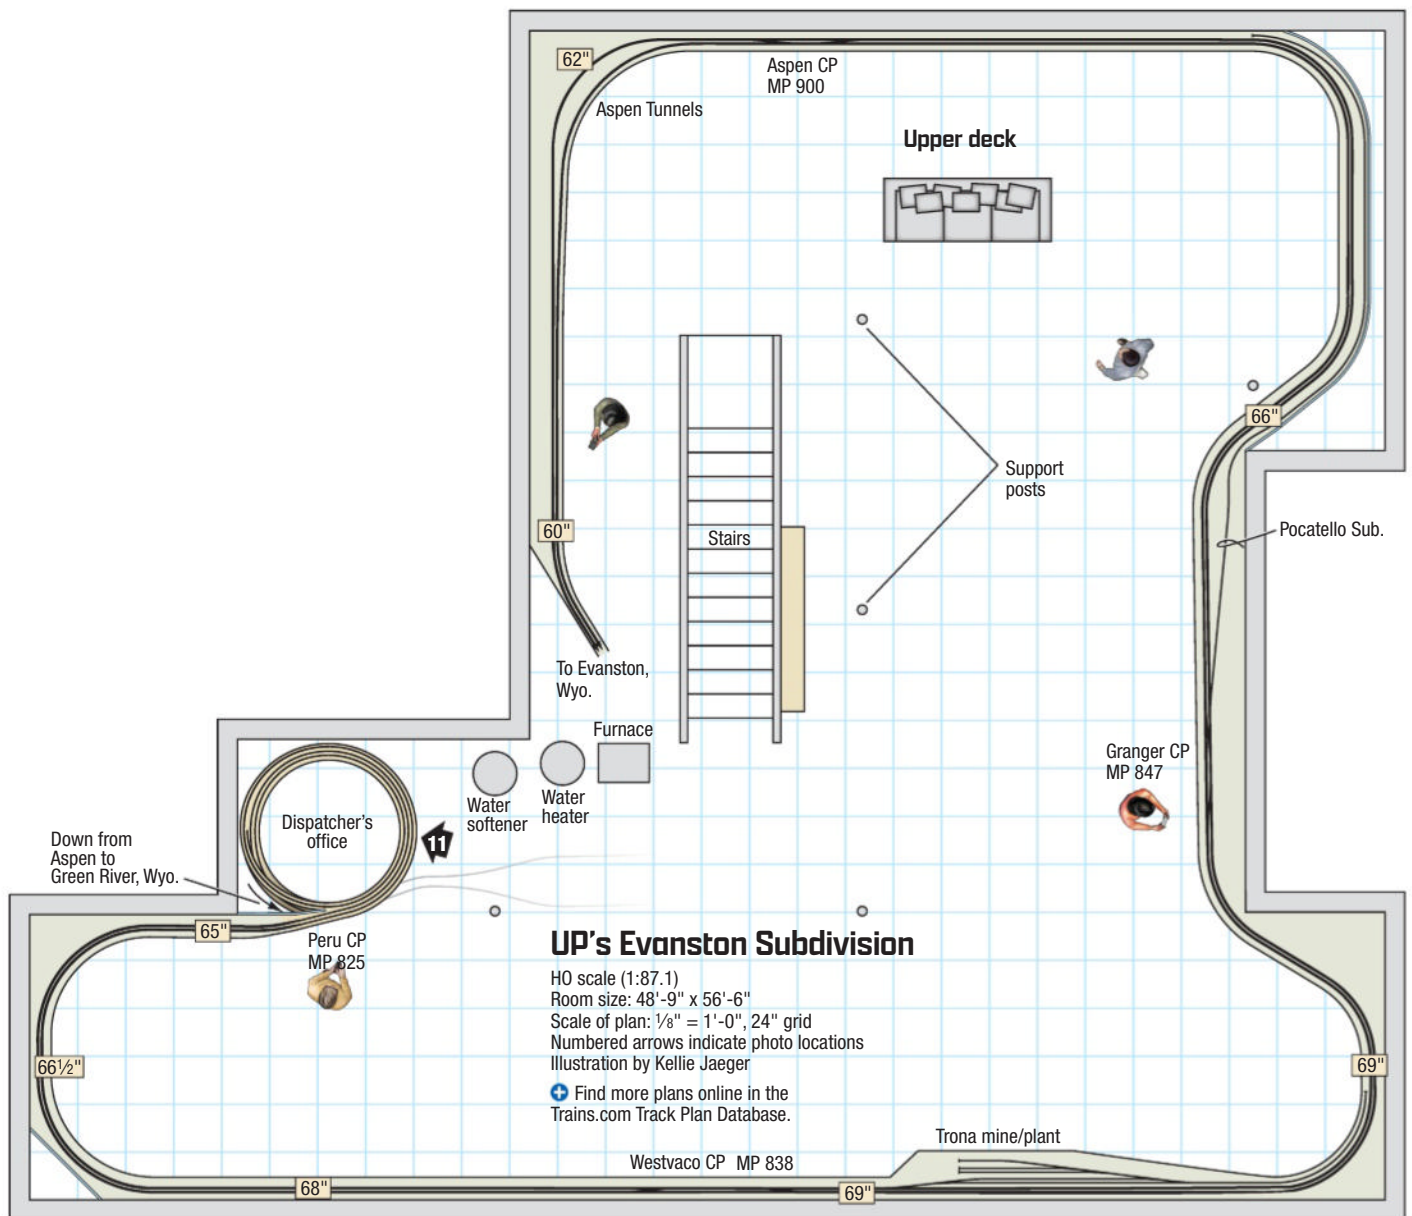 62"
Aspen CP
MP 900
Aspen Tunnels
Upper deck
66"
Support
posts
Pocatello Sub.
60"
Stairs
To Evanston,
Wyo.
Furnace
Water
softener
Water
heater
Granger CP
MP 847
Dispatcher's
office
11
Down from
Aspen to
Green River, Wyo.
65"
Peru CP
MP 825
UP's Evanston Subdivision
HO scale (1:87.1)
Room size: 48'-9" x 56'-6"
Scale of plan: 1/8" = 1'-0", 24" grid
Numbered arrows indicate photo locations
Illustration by Kellie Jaeger
Find more plans online in the
Trains.com Track Plan Database.
66½"
69"
Trona mine/plant
Westvaco CP MP 838
68"
69"